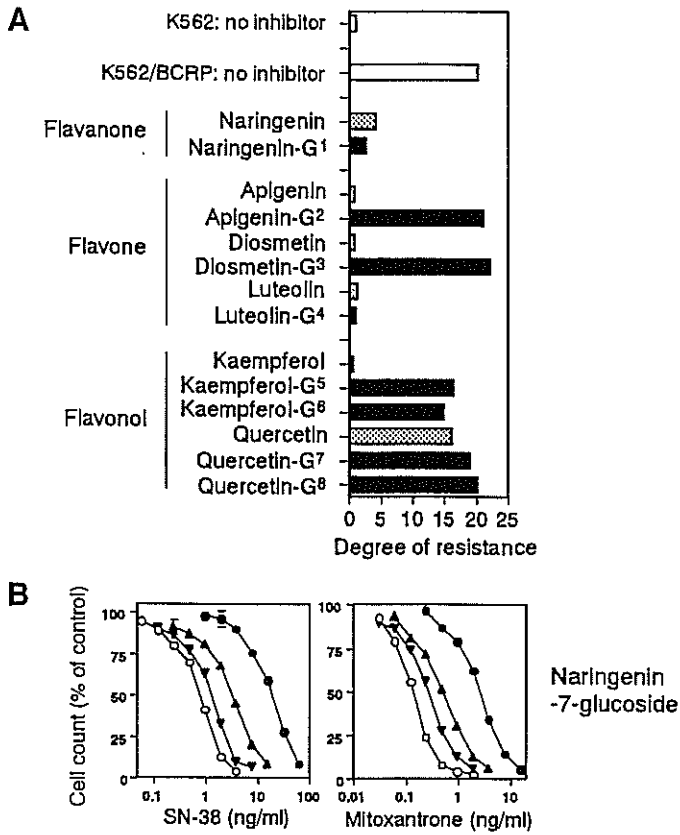 A
K562: no inhibitor
K562/BCRP: no inhibitor
Flavanone
Naringenin
Naringenin-G1
Flavone
Apigenin
Apigenin-G2
Diosmetin
Diosmetin-G3
Luteolin
Luteolin-G4
Flavonol
Kaempferol
Kaempferol-G5
Kaempferol-G6
Quercetin
Quercetin-G7
Quercetin-G8
0 5 10 15 20 25
Degree of resistance
B
Cell count (% of control)
100
75
50
25
0
0.1 1 10 100
SN-38 (ng/ml)
100
75
50
25
0
0.01 0.1 1 10
Mitoxantrone (ng/ml)
Naringenin
-7-glucoside